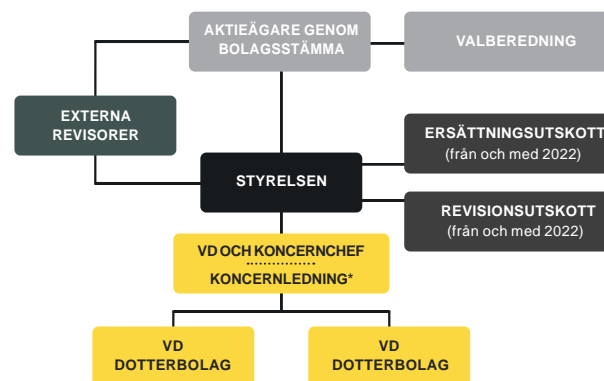 AKTIEÄGARE GENOM
BOLAGSSTÄMMA
VALBEREDNING
EXTERNA
REVISORER
ERSÄTTNINGSUTSKOTT
(från och med 2022)
STYRELSEN
REVISIONSUTSKOTT
(från och med 2022)
VD OCH KONCERNCHEF
KONCERNLEDNING*
VD
DOTTERBOLAG
VD
DOTTERBOLAG